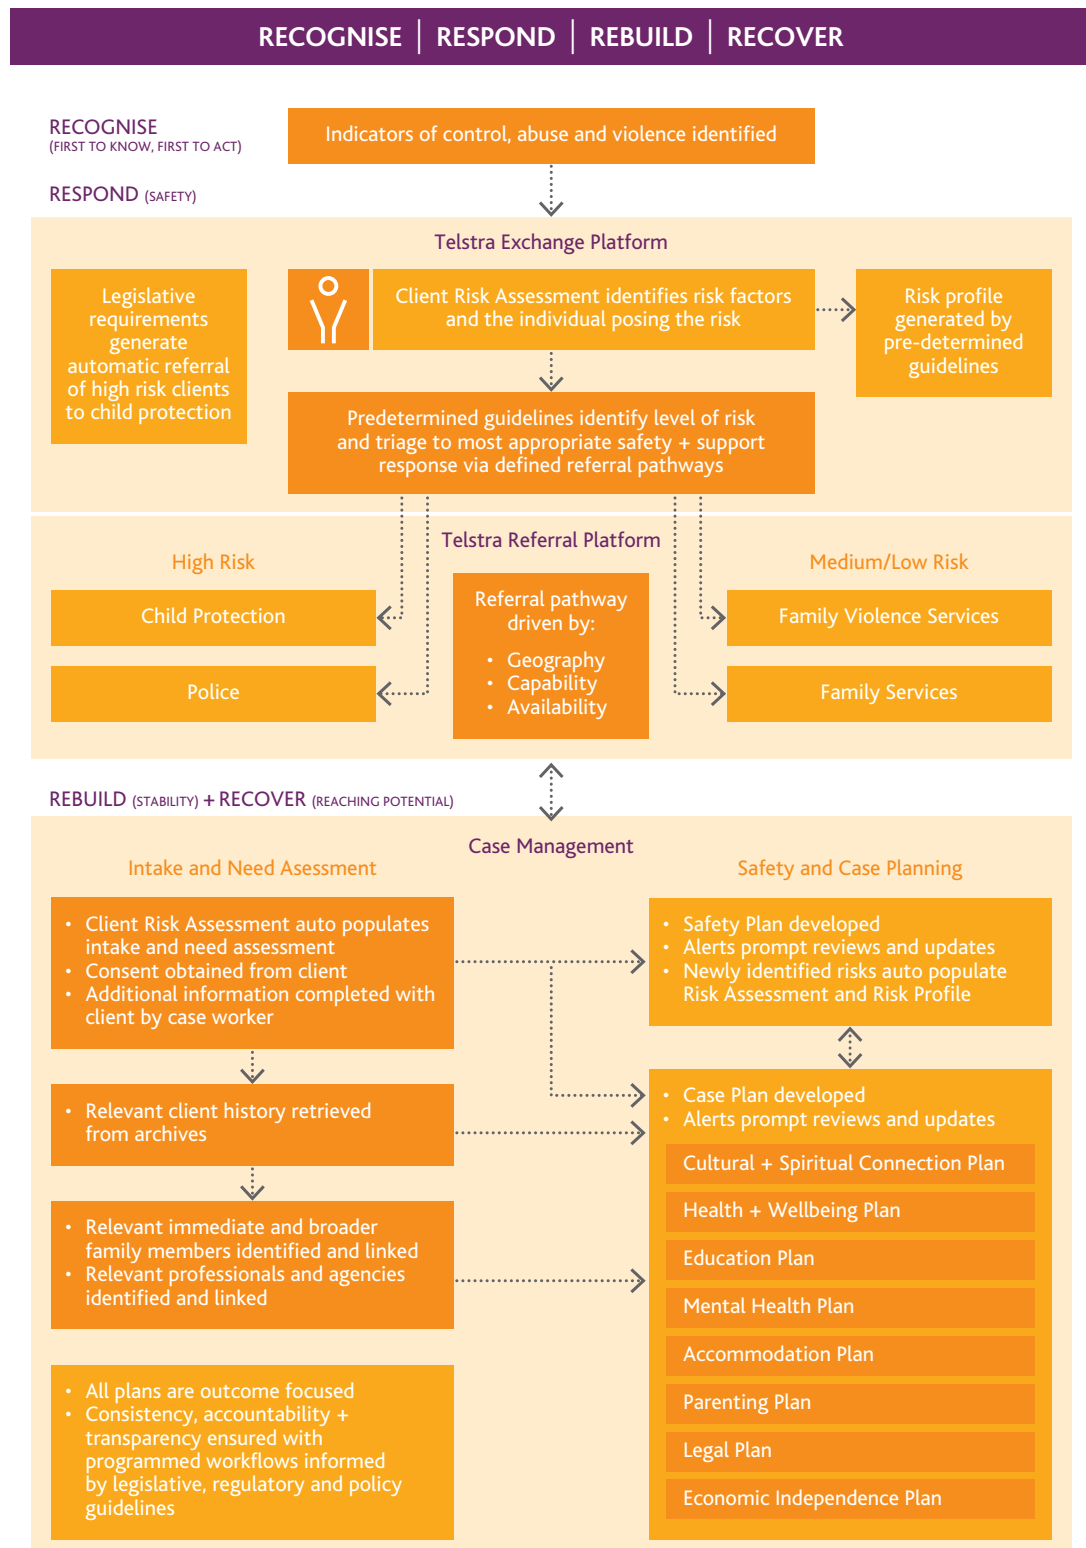 RECOGNISE | RESPOND | REBUILD | RECOVER
RECOGNISE
(FIRST TO KNOW, FIRST TO ACT)
Indicators of control, abuse and violence identified
RESPOND (SAFETY)
Telstra Exchange Platform
Legislative
requirements
generate
automatic referral
of high risk clients
to child protection
Client Risk Assessment identifies risk factors
and the individual posing the risk
Risk profile
generated by
pre-determined
guidelines
Predetermined guidelines identify level of risk
and triage to most appropriate safety + support
response via defined referral pathways
Telstra Referral Platform
High Risk
Child Protection
Police
Referral pathway
driven by:
• Geography
• Capability
• Availability
Medium/Low Risk
Family Violence Services
Family Services
REBUILD (STABILITY) + RECOVER (REACHING POTENTIAL)
Case Management
Intake and Need Asessment
• Client Risk Assessment auto populates
intake and need assessment
• Consent obtained from client
• Additional information completed with
client by case worker
• Relevant client history retrieved
from archives
• Relevant immediate and broader
family members identified and linked
• Relevant professionals and agencies
identified and linked
• All plans are outcome focused
• Consistency, accountability +
transparency ensured with
programmed workflows informed
by legislative, regulatory and policy
guidelines
Safety and Case Planning
• Safety Plan developed
• Alerts prompt reviews and updates
• Newly identified risks auto populate
Risk Assessment and Risk Profile
• Case Plan developed
• Alerts prompt reviews and updates
Cultural + Spiritual Connection Plan
Health + Wellbeing Plan
Education Plan
Mental Health Plan
Accommodation Plan
Parenting Plan
Legal Plan
Economic Independence Plan